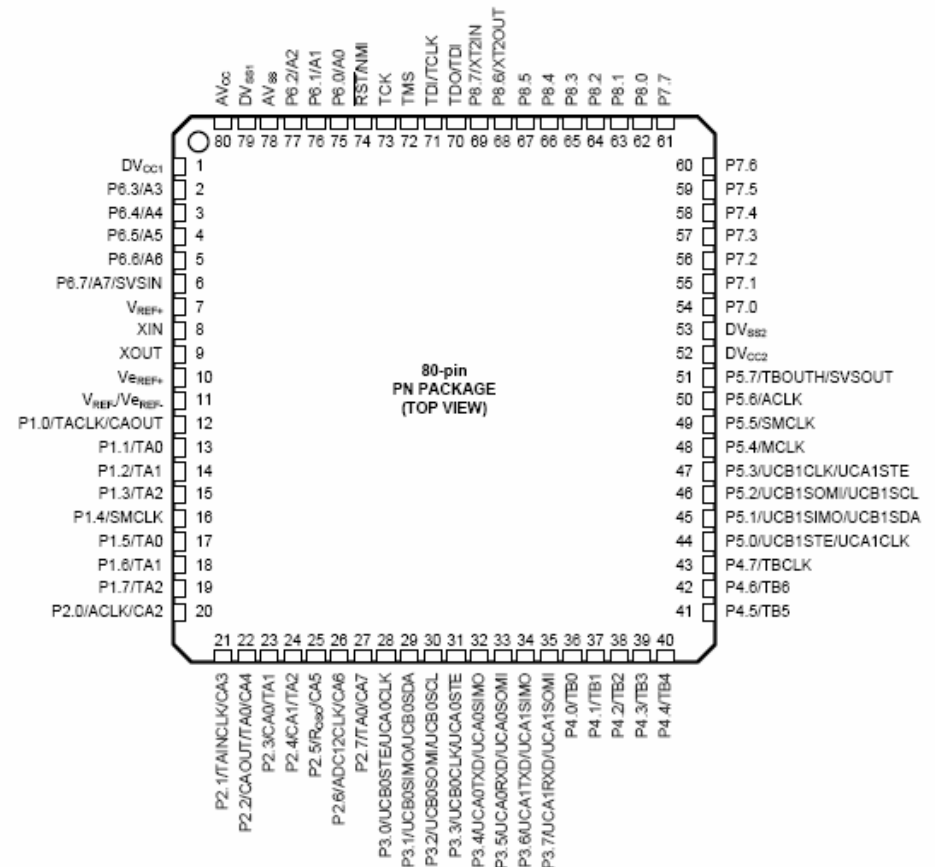 AVCC
DVSS1
AVSS
P6.2/A2
P6.1/A1
P6.0/A0
RST/NMI
TCK
TMS
TDI/TCLK
TDO/TDI
P8.7/XT2IN
P8.6/XT2OUT
P8.5
P8.4
P8.3
P8.2
P8.1
P8.0
P7.7
80 79 78 77 76 75 74 73 72 71 70 69 68 67 66 65 64 63 62 61
DVCC1 1
P6.3/A3 2
P6.4/A4 3
P6.5/A5 4
P6.6/A6 5
P6.7/A7/SVSIN 6
VREF+ 7
XIN 8
XOUT 9
VeREF+ 10
VREF-/VeREF- 11
P1.0/TACLK/CAOUT 12
P1.1/TA0 13
P1.2/TA1 14
P1.3/TA2 15
P1.4/SMCLK 16
P1.5/TA0 17
P1.6/TA1 18
P1.7/TA2 19
P2.0/ACLK/CA2 20
80-pin
PN PACKAGE
(TOP VIEW)
60 P7.6
59 P7.5
58 P7.4
57 P7.3
56 P7.2
55 P7.1
54 P7.0
53 DVSS2
52 DVCC2
51 P5.7/TBOUTH/SVSOUT
50 P5.6/ACLK
49 P5.5/SMCLK
48 P5.4/MCLK
47 P5.3/UCB1CLK/UCA1STE
46 P5.2/UCB1SOMI/UCB1SCL
45 P5.1/UCB1SIMO/UCB1SDA
44 P5.0/UCB1STE/UCA1CLK
43 P4.7/TBCLK
42 P4.6/TB6
41 P4.5/TB5
21 22 23 24 25 26 27 28 29 30 31 32 33 34 35 36 37 38 39 40
P2.1/TAINCLK/CA3
P2.2/CAOUT/TA0/CA4
P2.3/CA0/TA1
P2.4/CA1/TA2
P2.5/ROSC/CA5
P2.6/ADC12CLK/CA6
P2.7/TA0/CA7
P3.0/UCB0STE/UCA0CLK
P3.1/UCB0SIMO/UCB0SDA
P3.2/UCB0SOMI/UCB0SCL
P3.3/UCB0CLK/UCA0STE
P3.4/UCA0TXD/UCA0SIMO
P3.5/UCA0RXD/UCA0SOMI
P3.6/UCA1TXD/UCA1SIMO
P3.7/UCA1RXD/UCA1SOMI
P4.0/TB0
P4.1/TB1
P4.2/TB2
P4.3/TB3
P4.4/TB4